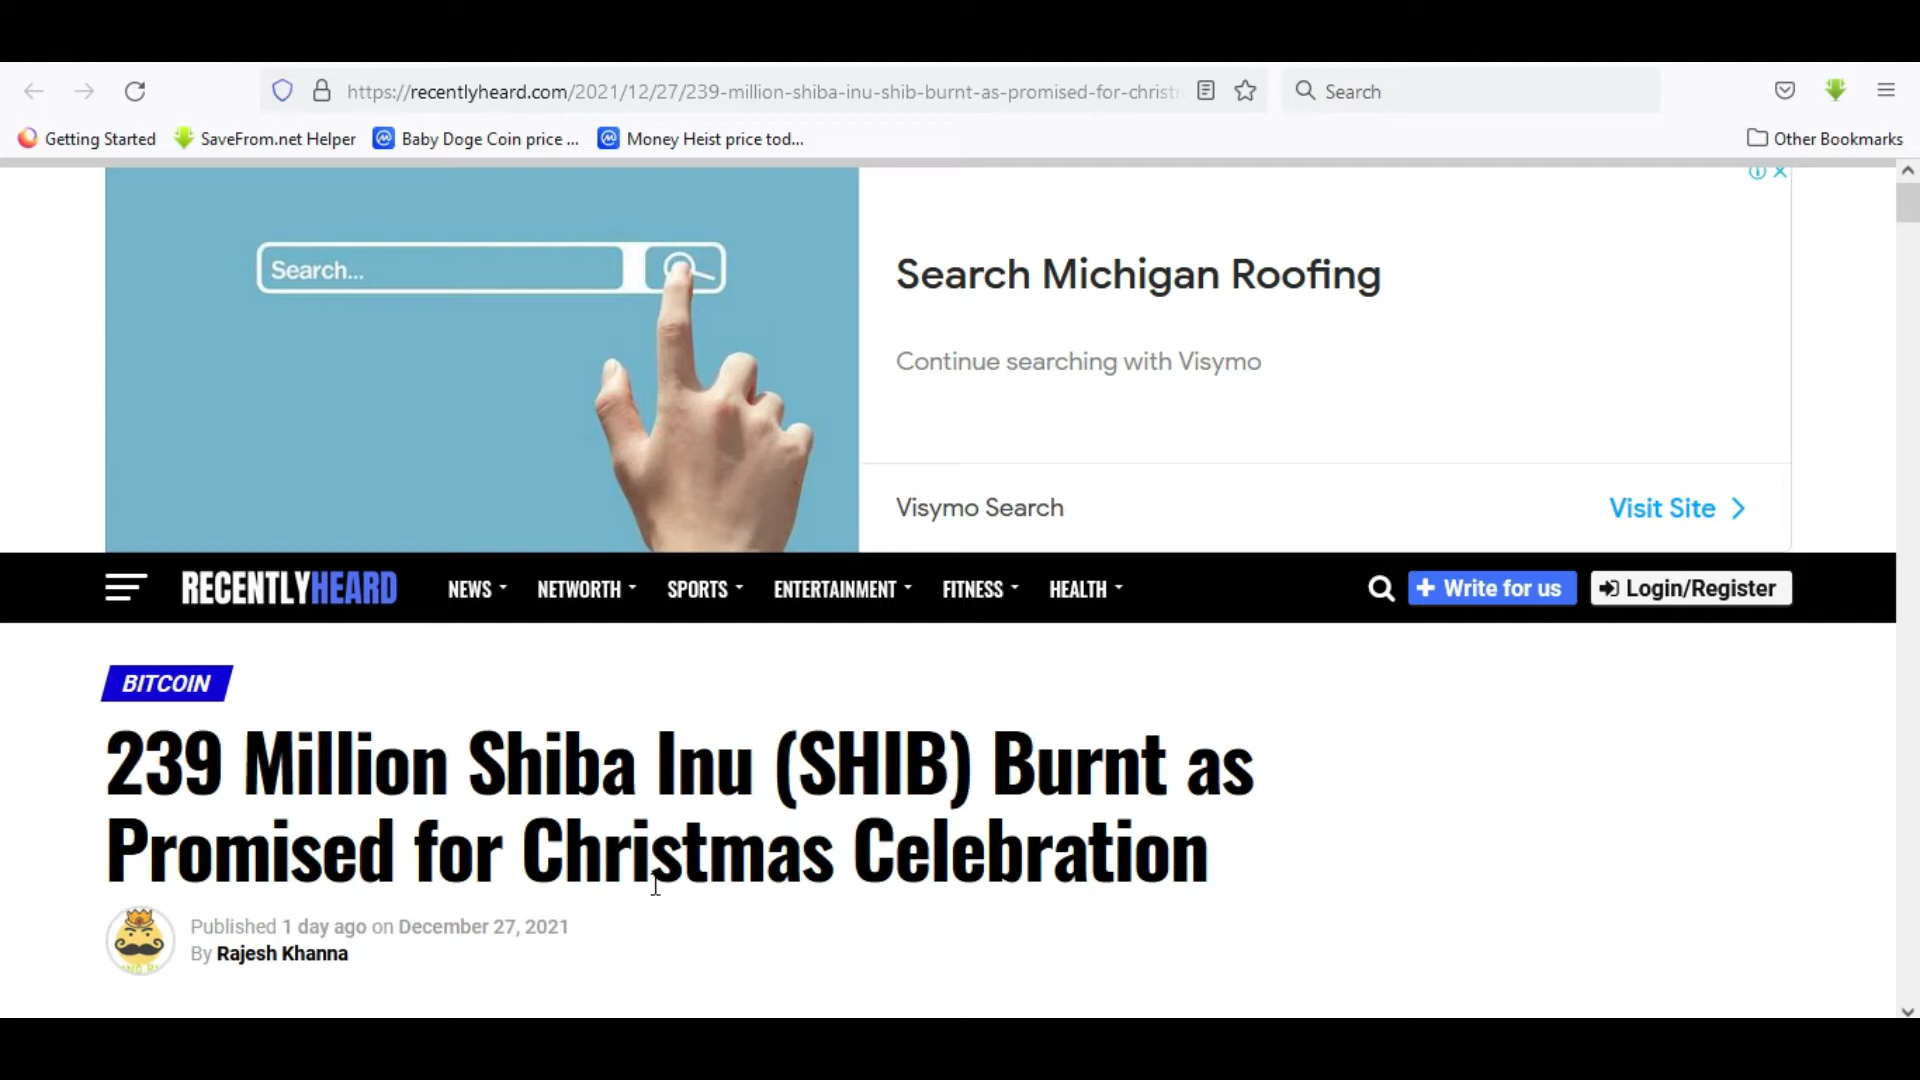 https://recentlyheard.com/2021/12/27/239-million-shiba-inu-shib-burnt-as-promised-for-christm
Search
Getting Started
SaveFrom.net Helper
Baby Doge Coin price ...
Money Heist price tod...
Other Bookmarks
Search...
Search Michigan Roofing
Continue searching with Visymo
Visymo Search
Visit Site
RECENTLYHEARD
NEWS
NETWORTH
SPORTS
ENTERTAINMENT
FITNESS
HEALTH
Write for us
Login/Register
BITCOIN
239 Million Shiba Inu (SHIB) Burnt as
Promised for Christmas Celebration
Published 1 day ago on December 27, 2021
By Rajesh Khanna